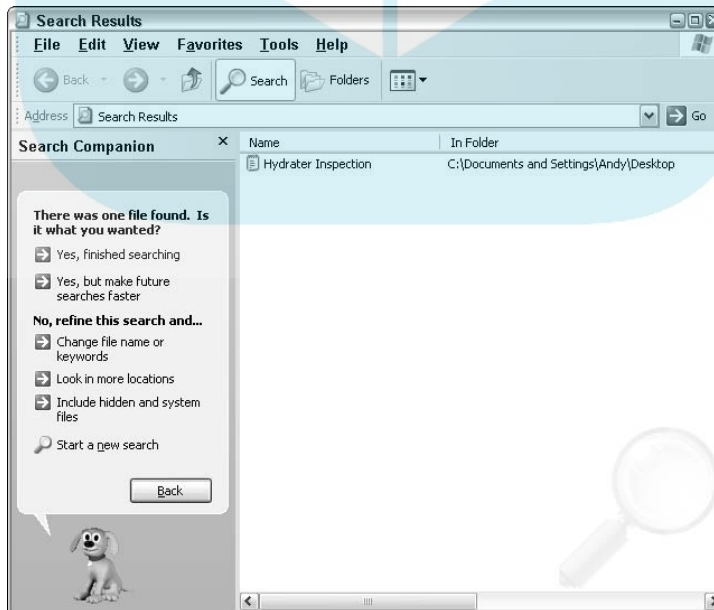 Search Results
File Edit View Favorites Tools Help
Back Search Folders
Address Search Results Go
Search Companion
Name In Folder
Hydrater Inspection C:\Documents and Settings\Andy\Desktop
There was one file found. Is
it what you wanted?
Yes, finished searching
Yes, but make future
searches faster
No, refine this search and...
Change file name or
keywords
Look in more locations
Include hidden and system
files
Start a new search
Back